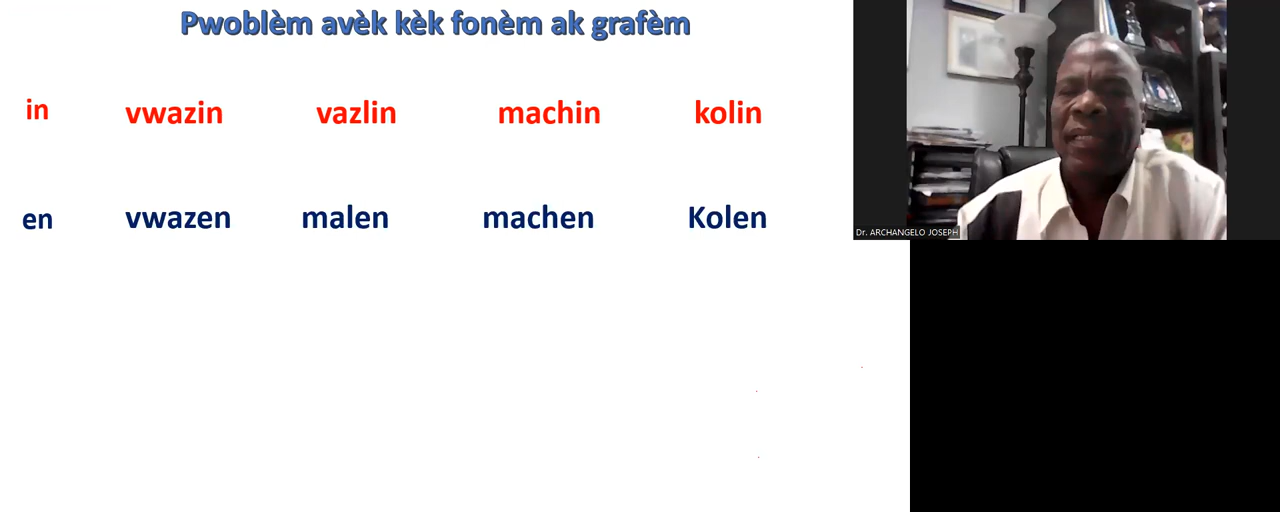 Pwoblèm avèk kèk fonèm ak grafèm
in vwazin vazlin machin kolin
en vwazen malen machen Kolen
Dr. ARCHANGELO JOSEPH